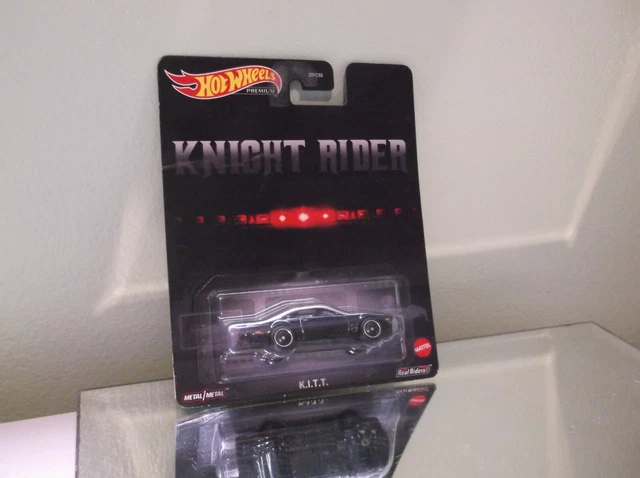 HOT WHEELS
PREMIUM
KNIGHT RIDER
K.I.T.T.
MATTEL
METAL/METAL
Real Riders